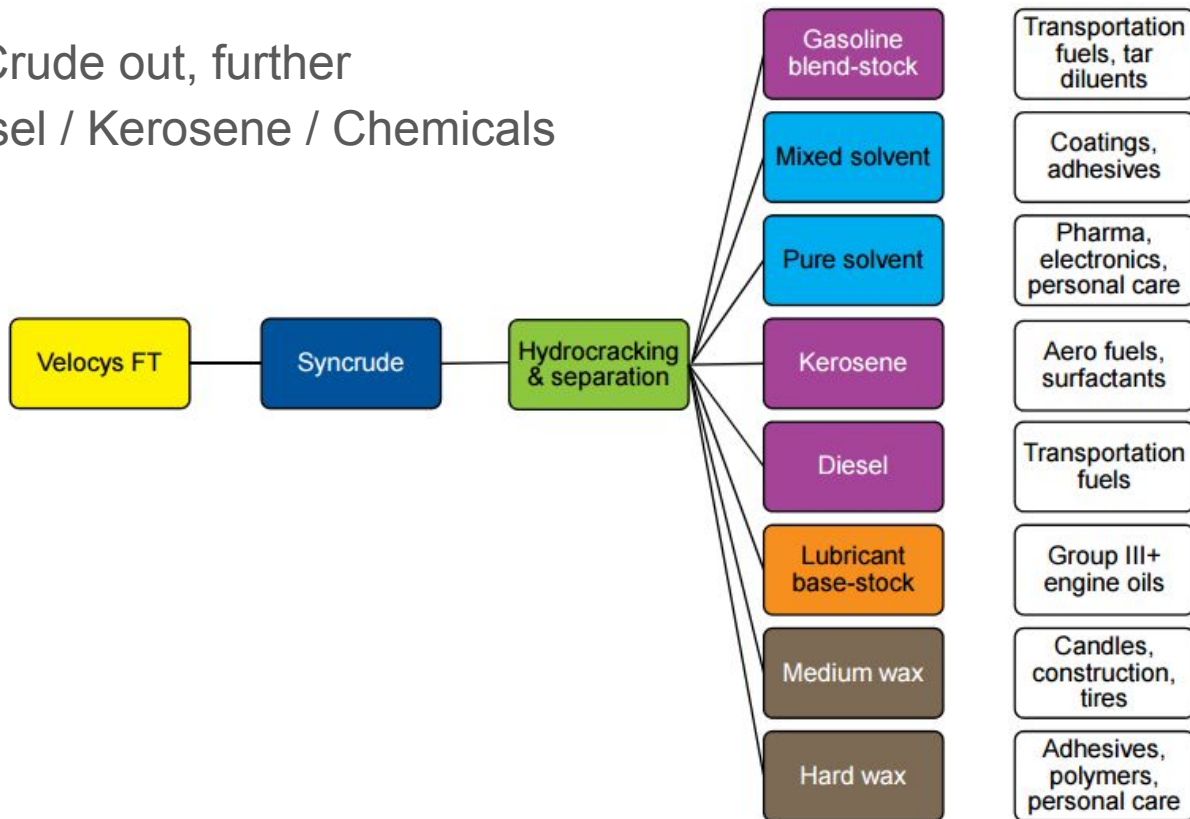 Crude out, further
sel / Kerosene / Chemicals
Gasoline
blend-stock
Transportation
fuels, tar
diluents
Mixed solvent
Coatings,
adhesives
Pure solvent
Pharma,
electronics,
personal care
Velocys FT
Syncrude
Hydrocracking
& separation
Kerosene
Aero fuels,
surfactants
Diesel
Transportation
fuels
Lubricant
base-stock
Group III+
engine oils
Medium wax
Candles,
construction,
tires
Hard wax
Adhesives,
polymers,
personal care